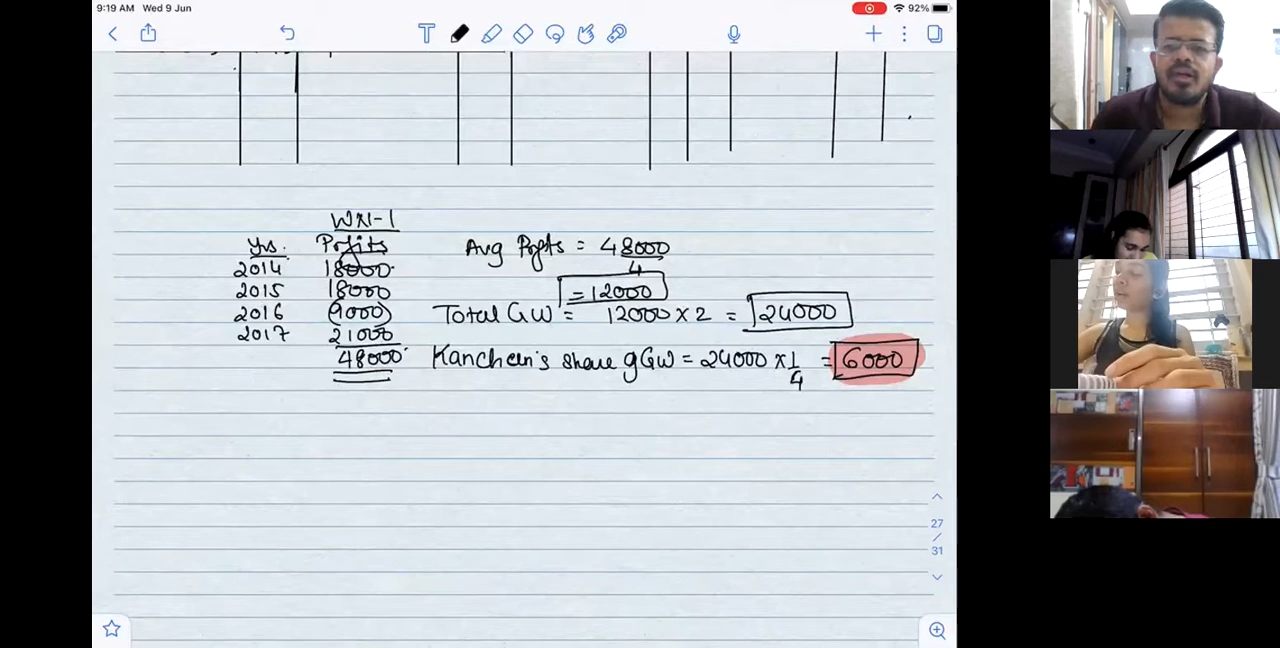 9:19 AM Wed 9 Jun
92%
WN-1
Yrs. Profits
2014 18000
2015 18000
2016 (9000)
2017 21000
48000
Avg Profits = 48000
4
= 12000
Total GW = 12000 × 2 = 24000
Kanchan's share of GW = 24000 × 1 = 6000
4
27
/
31